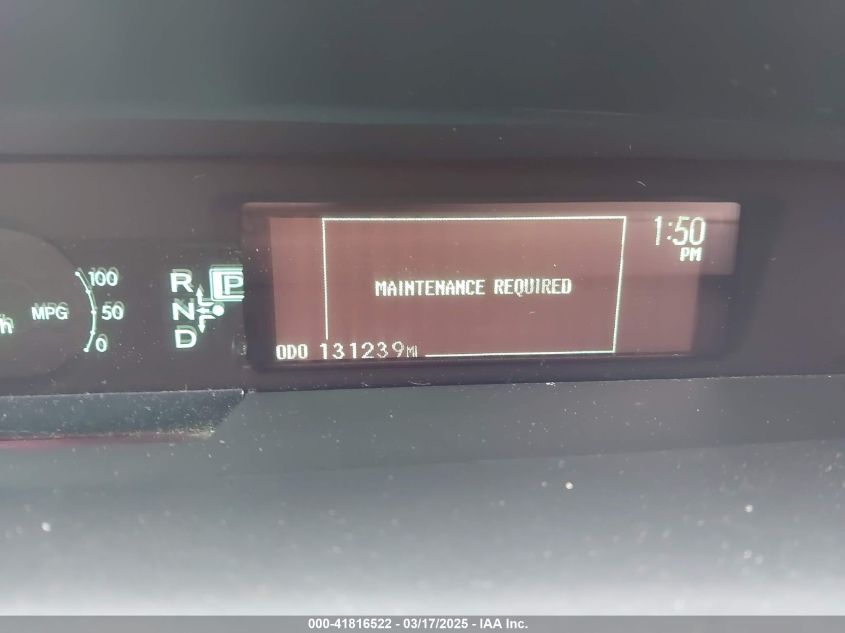 100
MPG 50
0
R P
N
D
1:50
PM
MAINTENANCE REQUIRED
ODO 131239MI
000-41816522 - 03/17/2025 - IAA Inc.